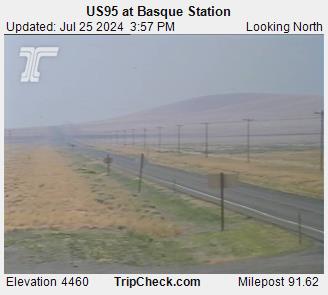 US95 at Basque Station
Updated: Jul 25 2024  3:57 PM  Looking North
Elevation 4460  TripCheck.com  Milepost 91.62